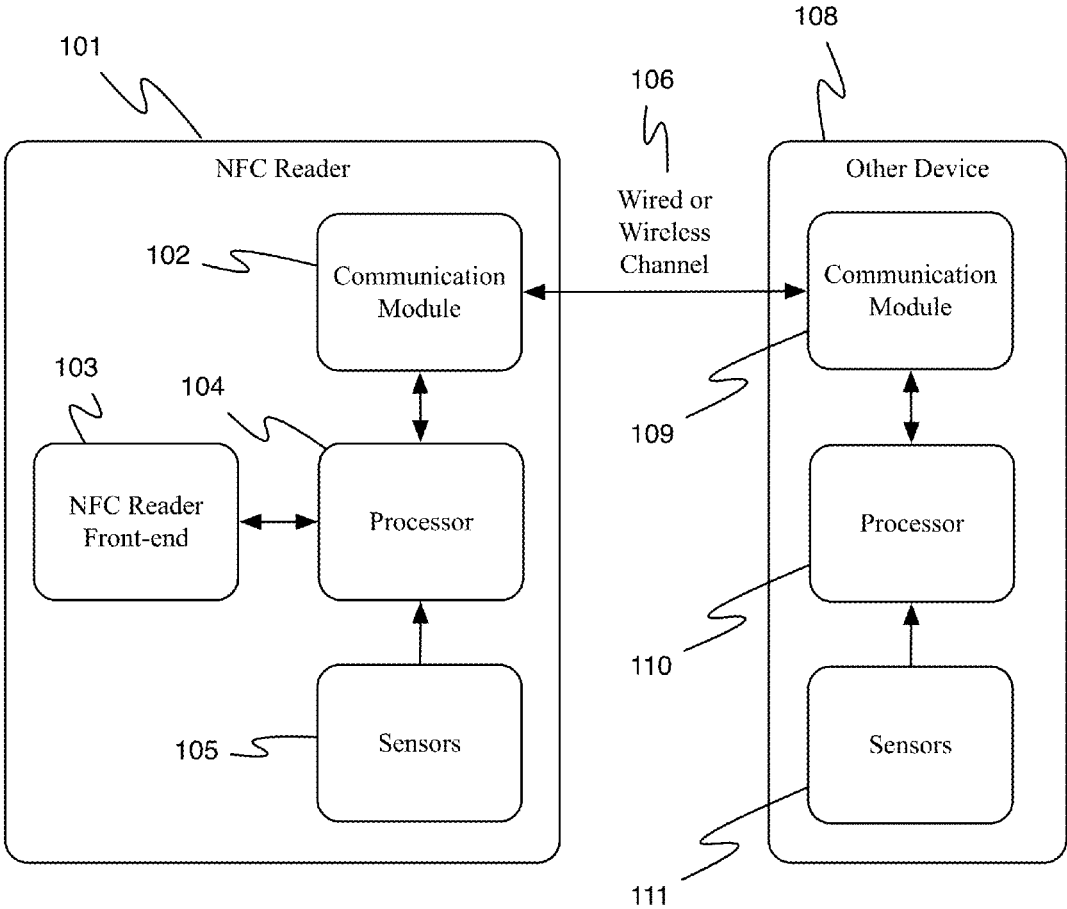 101
108
106
NFC Reader
Other Device
Wired or
Wireless
Channel
102
Communication
Module
Communication
Module
103
104
109
NFC Reader
Front-end
Processor
Processor
110
105
Sensors
Sensors
111